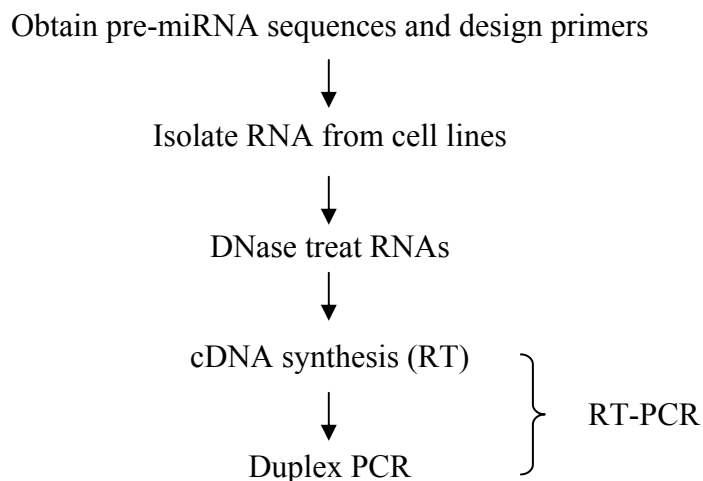 Obtain pre-miRNA sequences and design primers
Isolate RNA from cell lines
DNase treat RNAs
cDNA synthesis (RT)
RT-PCR
Duplex PCR